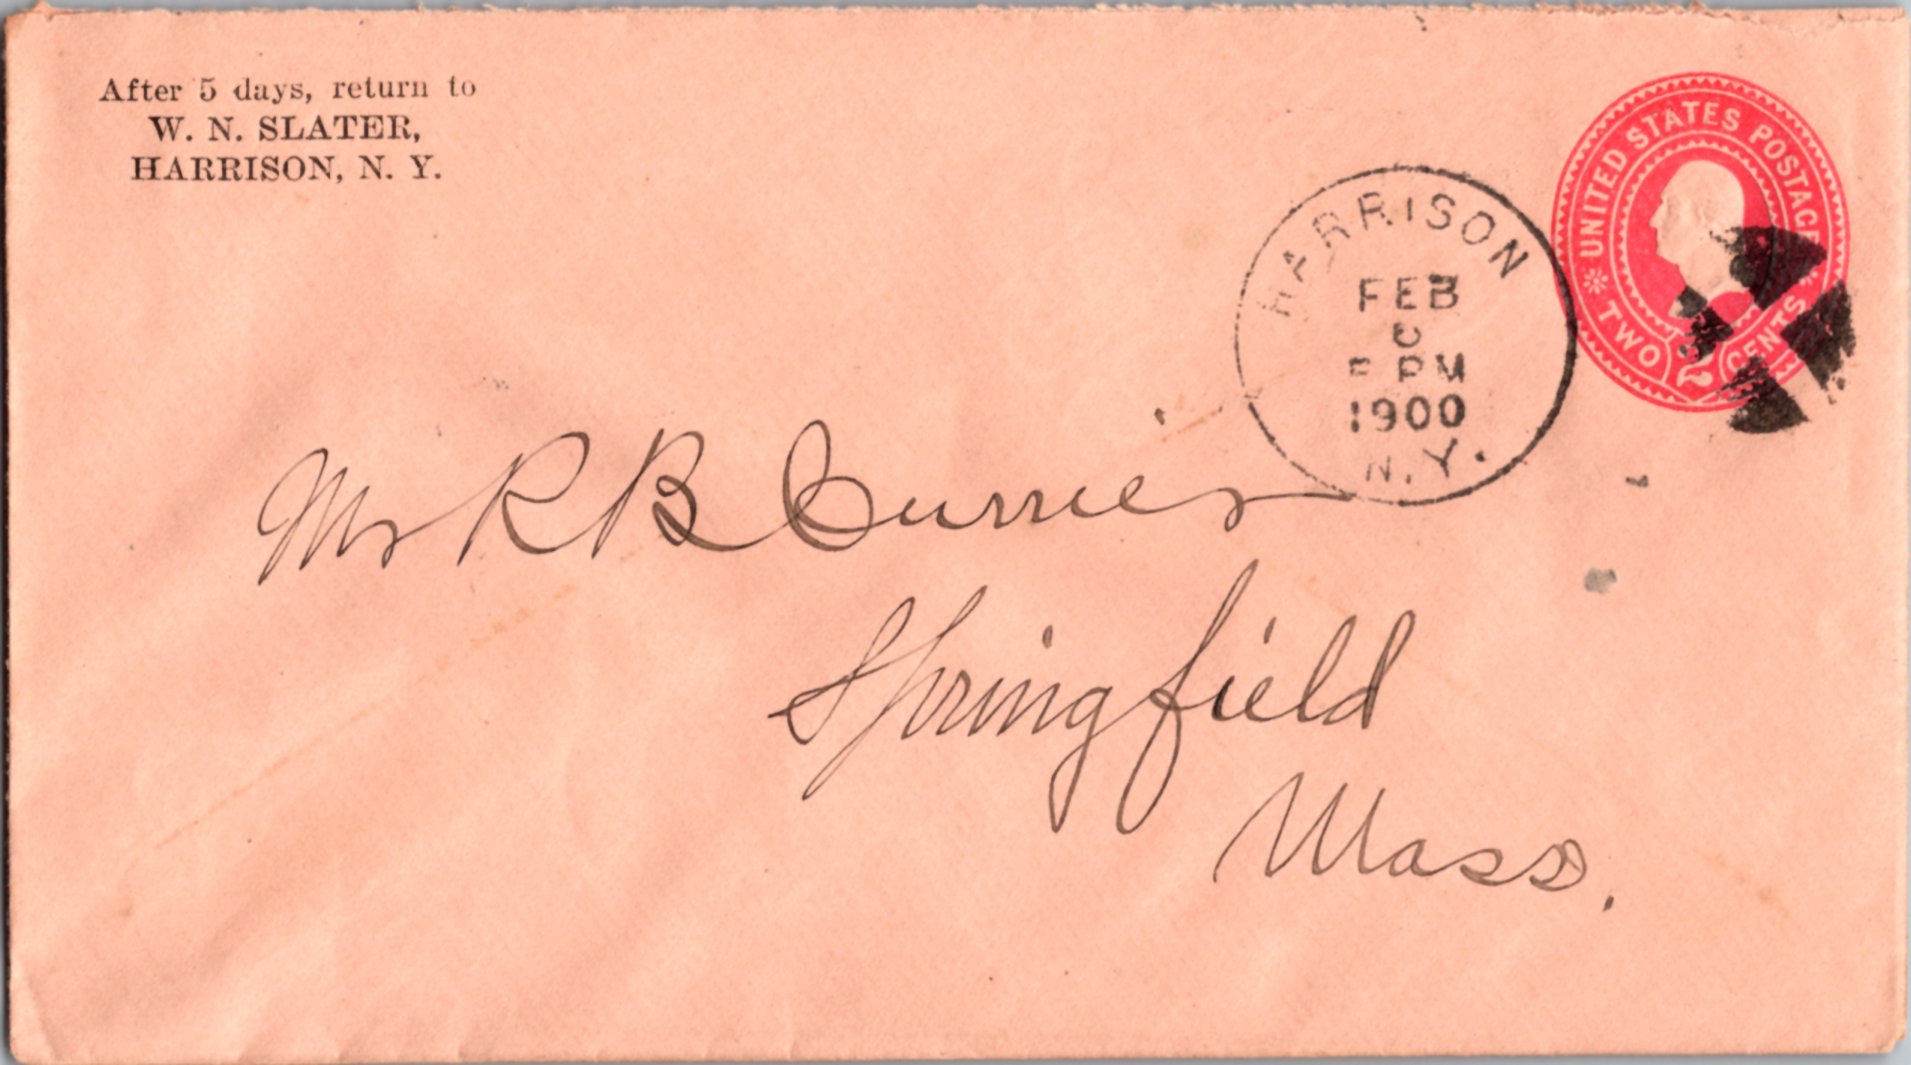 After 5 days, return to
W. N. SLATER,
HARRISON, N. Y.
UNITED STATES POSTAGE
TWO 2 CENTS
HARRISON
FEB
PM
1900
N.Y.
Mr R B Currier
Springfield
Mass.